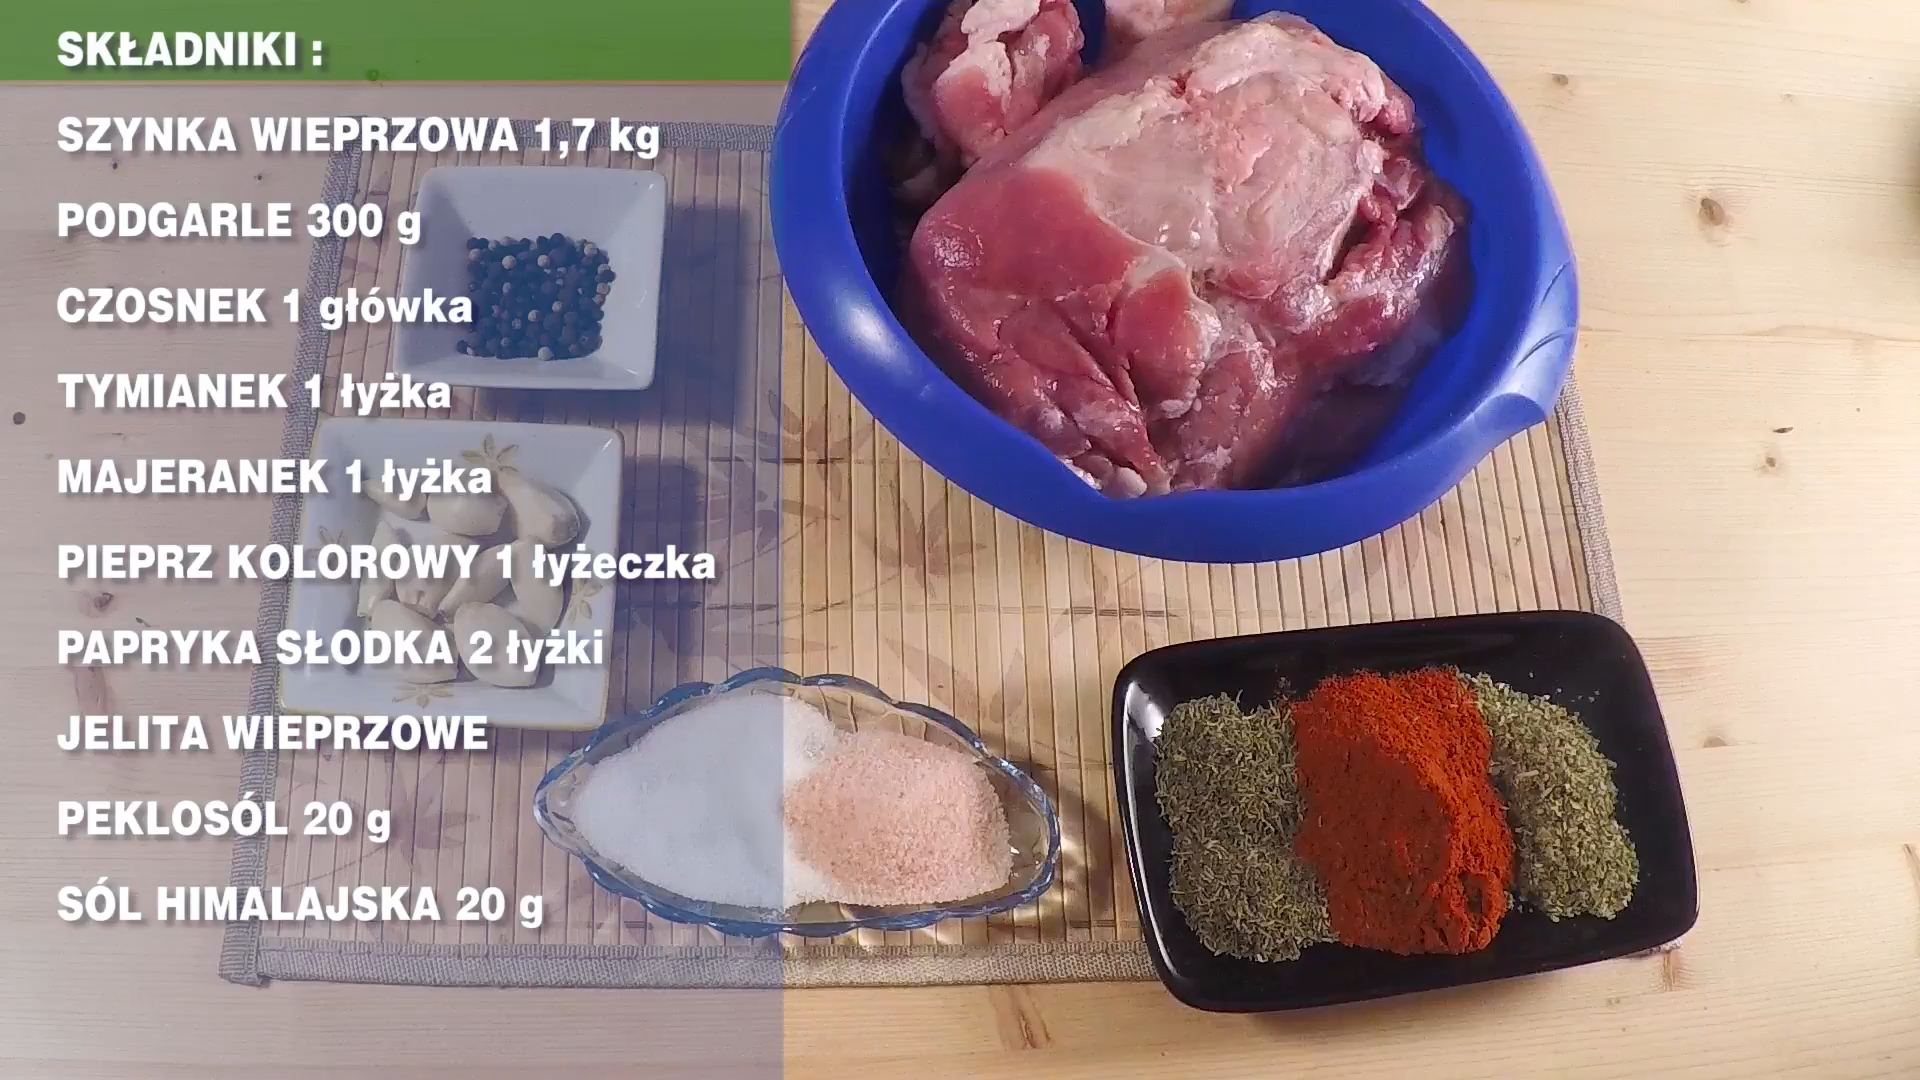 SKŁADNIKI :
SZYNKA WIEPRZOWA 1,7 kg
PODGARLE 300 g
CZOSNEK 1 główka
TYMIANEK 1 łyżka
MAJERANEK 1 łyżka
PIEPRZ KOLOROWY 1 łyżeczka
PAPRYKA SŁODKA 2 łyżki
JELITA WIEPRZOWE
PEKLOSÓL 20 g
SÓL HIMALAJSKA 20 g